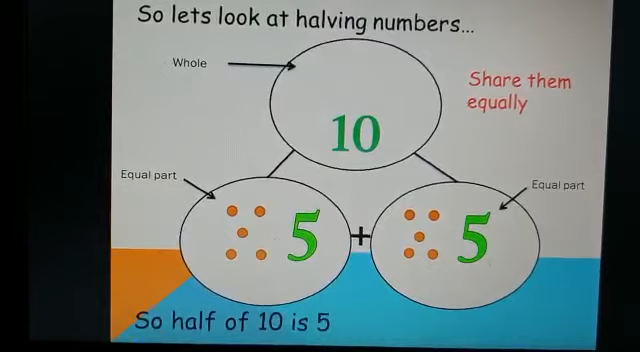 So lets look at halving numbers...
Whole
Share them
equally
10
Equal part
Equal part
5 + 5
So half of 10 is 5